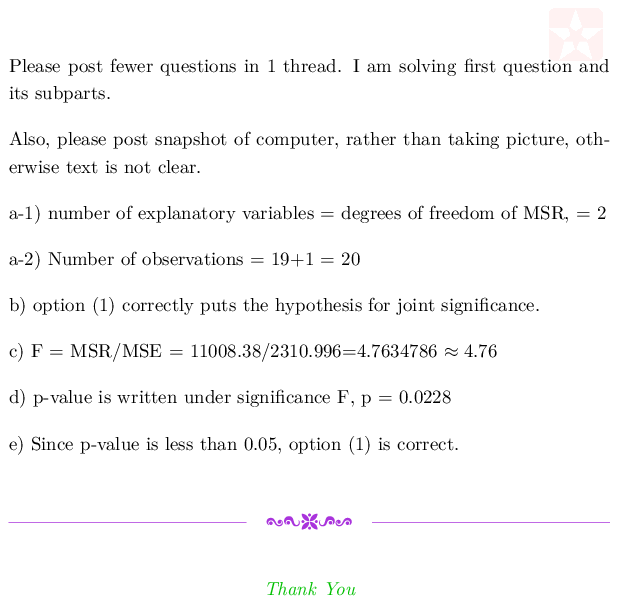 Please post fewer questions in 1 thread. I am solving first question and
its subparts.
Also, please post snapshot of computer, rather than taking picture, oth-
erwise text is not clear.
a-1) number of explanatory variables = degrees of freedom of MSR, = 2
a-2) Number of observations = 19+1 = 20
b) option (1) correctly puts the hypothesis for joint significance.
c) F = MSR/MSE = 11008.38/2310.996=4.7634786 ≈ 4.76
d) p-value is written under significance F, p = 0.0228
e) Since p-value is less than 0.05, option (1) is correct.
Thank You